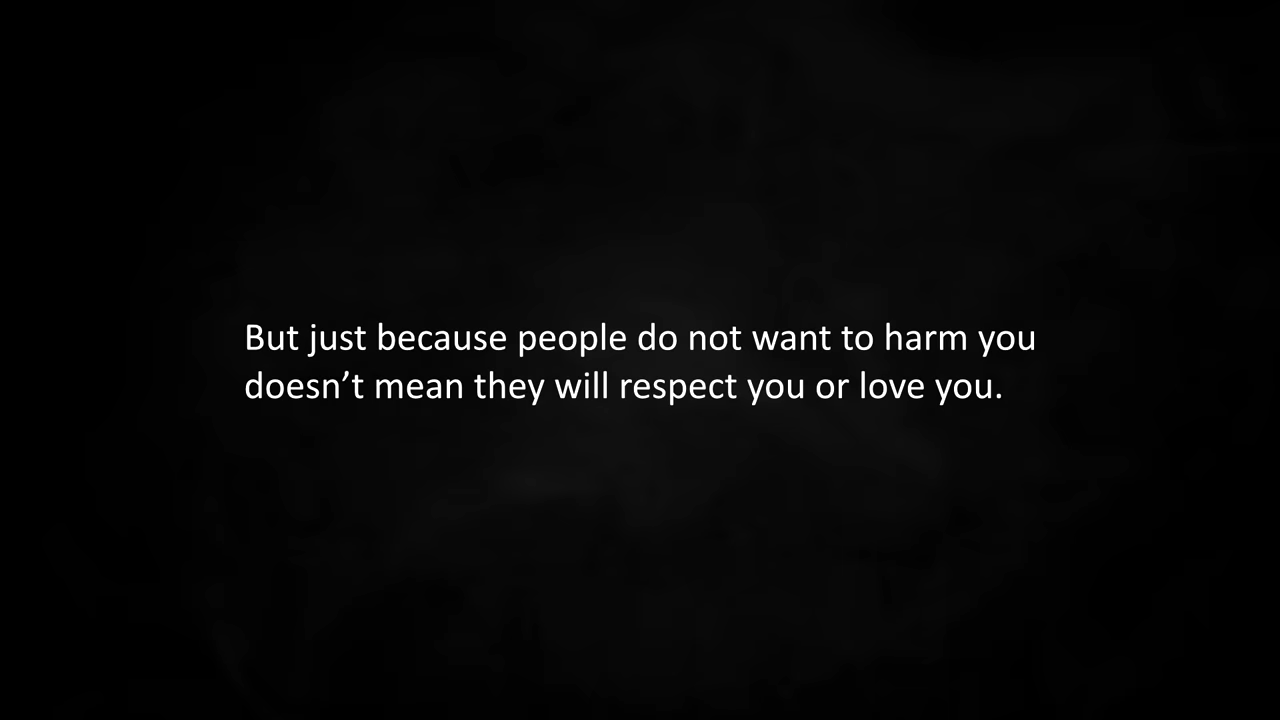 But just because people do not want to harm you
doesn’t mean they will respect you or love you.